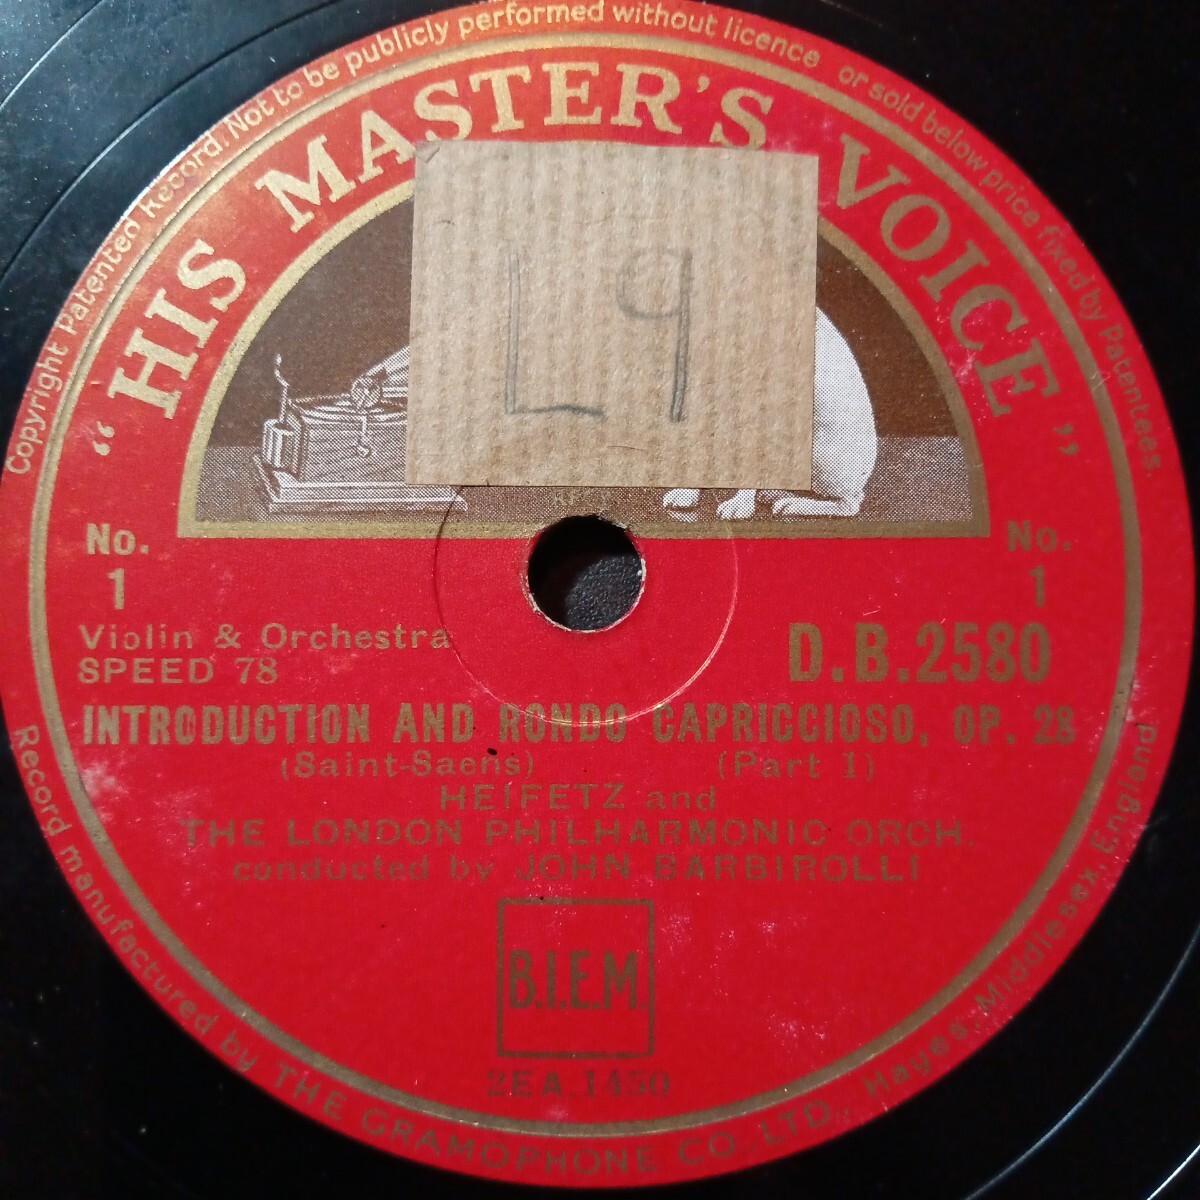 Copyright Patented Record. Not to be publicly performed without licence or sold below price fixed by Patentees.
"HIS MASTER'S VOICE"
L 9
No. 1
No. 1
Violin & Orchestra
SPEED 78
D.B.2580
INTRODUCTION AND RONDO CAPRICCIOSO, OP. 28
(Saint-Saens) (Part 1)
HEIFETZ and
THE LONDON PHILHARMONIC ORCH.
conducted by JOHN BARBIROLLI
B.I.E.M.
2EA.1450
Record manufactured by THE GRAMOPHONE CO., LTD., Hayes, Middlesex, England